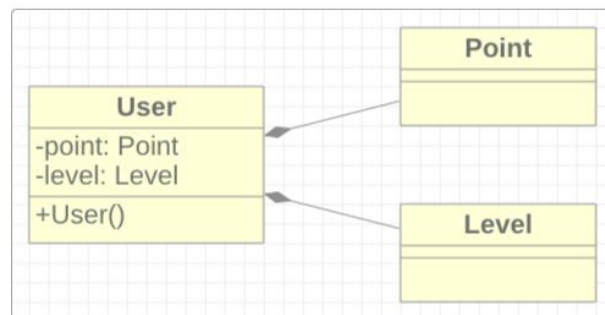 User
-point: Point
-level: Level
+User()
Point
Level